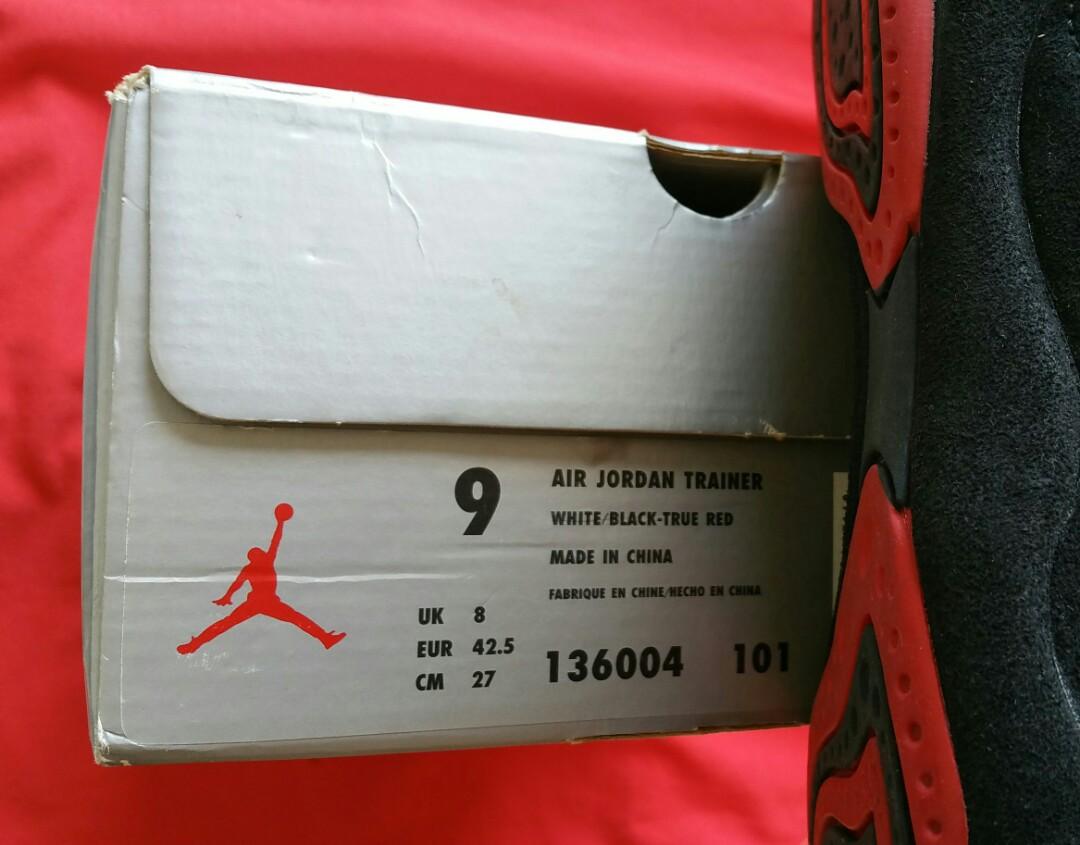 9
AIR JORDAN TRAINER
WHITE/BLACK-TRUE RED
MADE IN CHINA
FABRIQUE EN CHINE/HECHO EN CHINA
UK 8
EUR 42.5
CM 27
136004 101